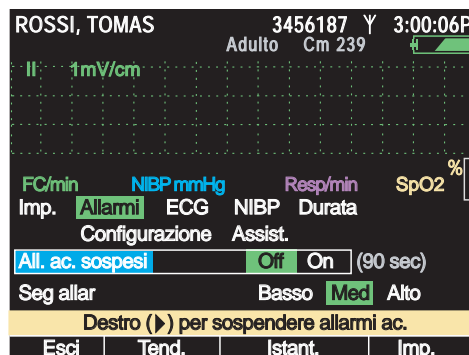 ROSSI, TOMAS 3456187 3:00:06P
Adulto Cm 239
II 1mV/cm
FC/min NIBP mmHg Resp/min SpO2 %
Imp. Allarmi ECG NIBP Durata
Configurazione Assist.
All. ac. sospesi Off On (90 sec)
Seg allar Basso Med Alto
Destro (▶) per sospendere allarmi ac.
Esci Tend. Istant. Imp.